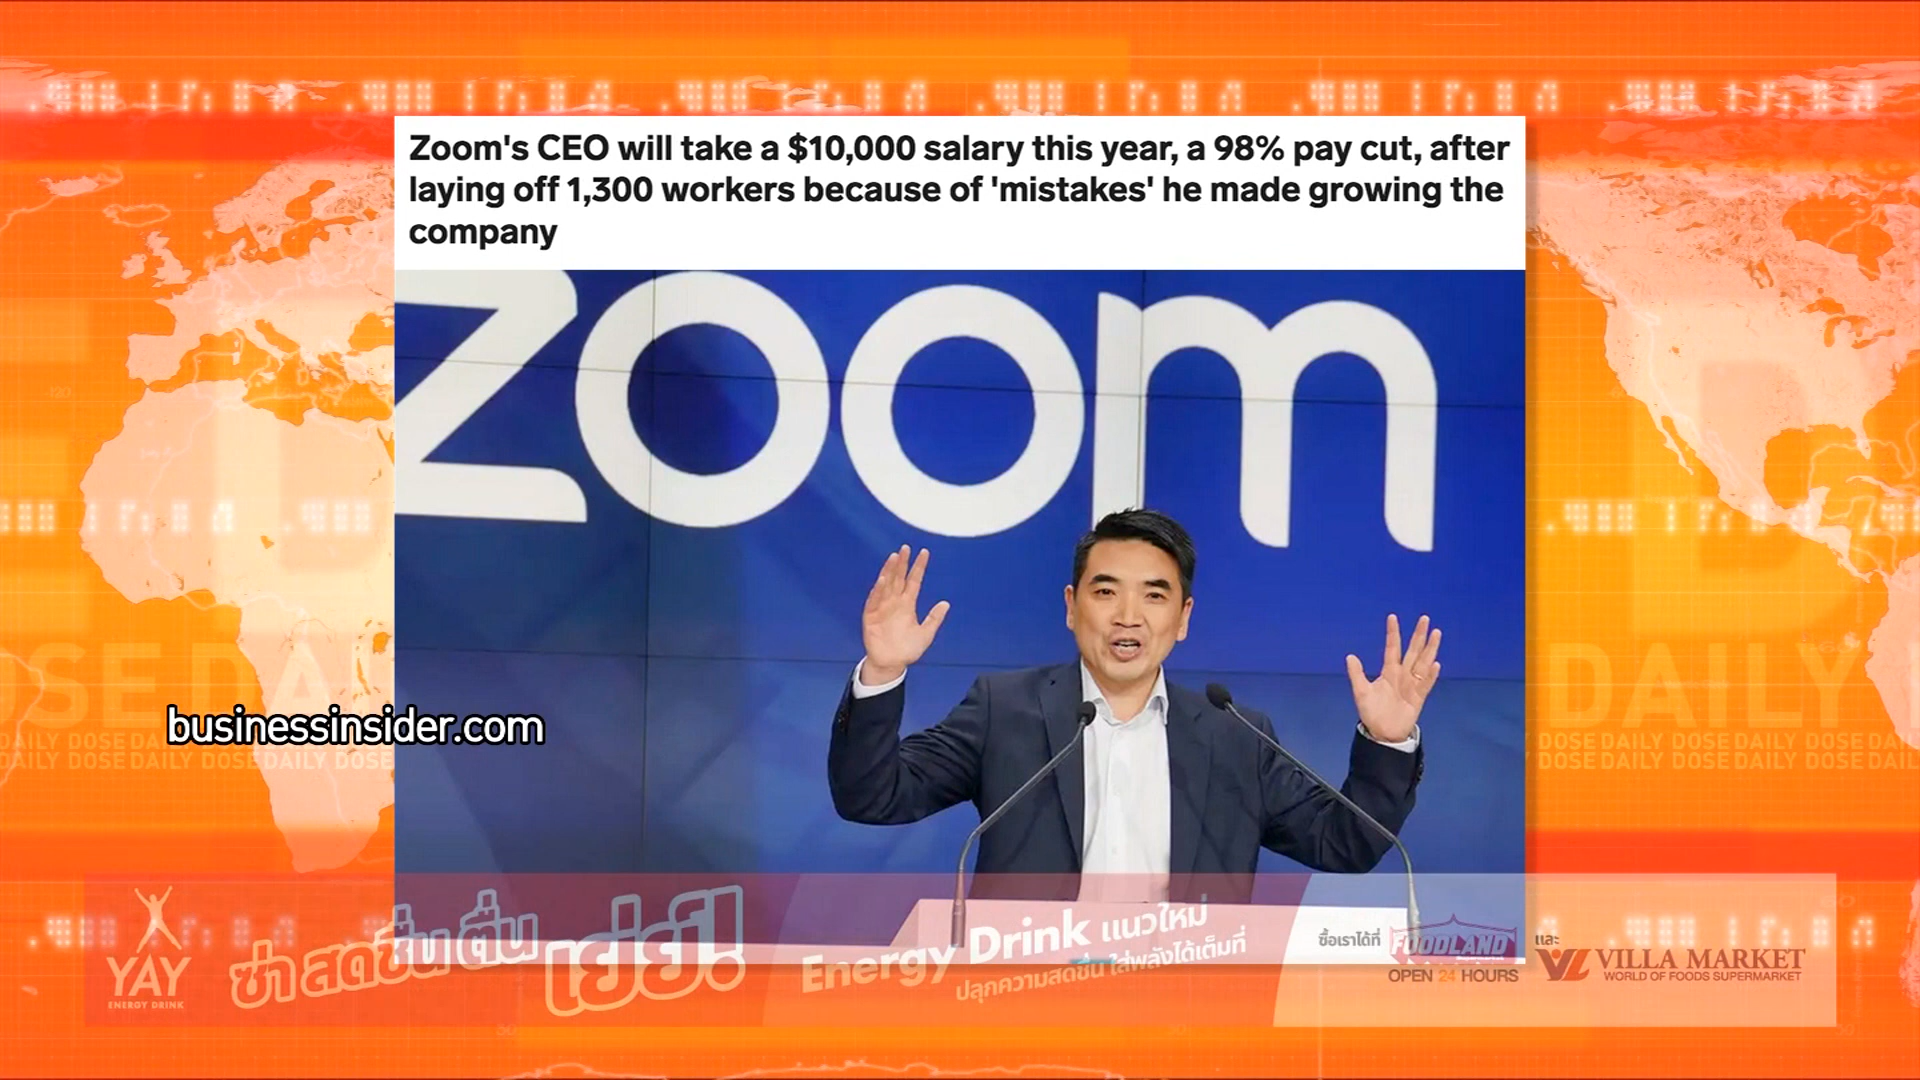 Zoom's CEO will take a $10,000 salary this year, a 98% pay cut, after
laying off 1,300 workers because of 'mistakes' he made growing the
company
zoom
businessinsider.com
DAILY
DOSE DAILY DOSE DAILY
YAY
ENERGY DRINK
ซ่า สดชื่น ตื่น เย่ย์!
Energy Drink แนวใหม่
ปลุกความสดชื่น ใส่พลังได้เต็มที่
ซื้อเราได้ที่
FOODLAND
OPEN 24 HOURS
และ
VILLA MARKET
WORLD OF FOODS SUPERMARKET